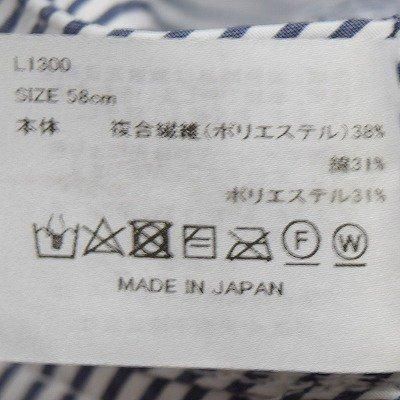 L1300
SIZE 58cm
本体 複合繊維(ポリエステル)38%
綿31%
ポリエステル31%
F W
MADE IN JAPAN